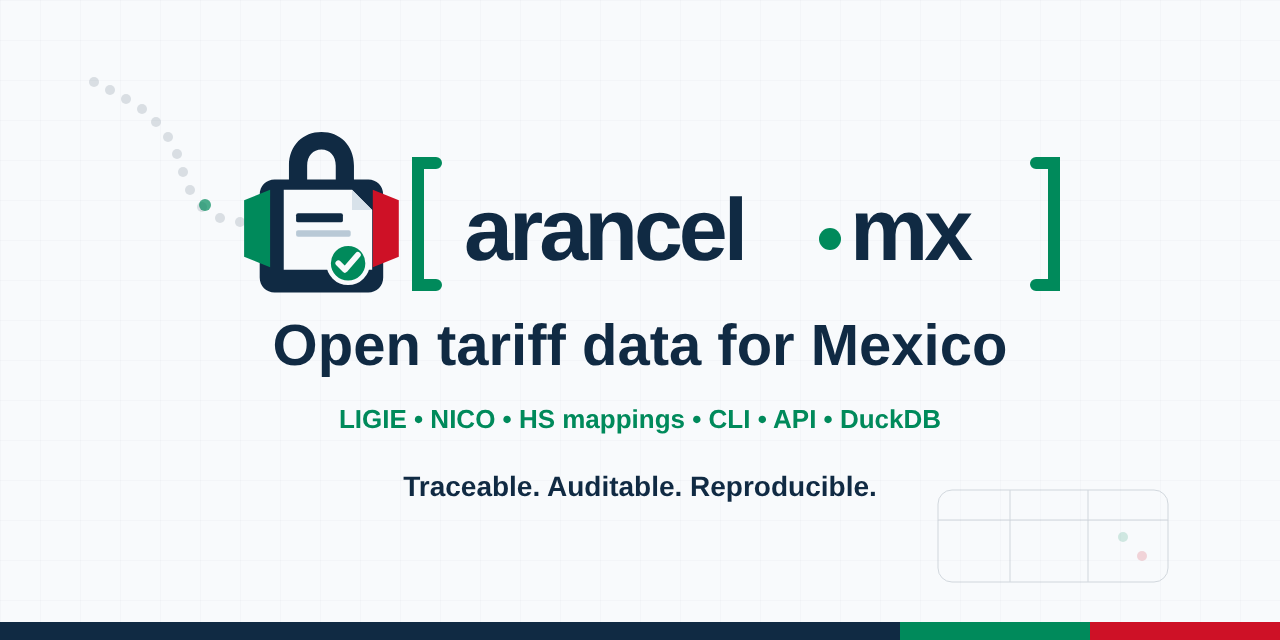 arancel •mx
Open tariff data for Mexico
LIGIE • NICO • HS mappings • CLI • API • DuckDB
Traceable. Auditable. Reproducible.